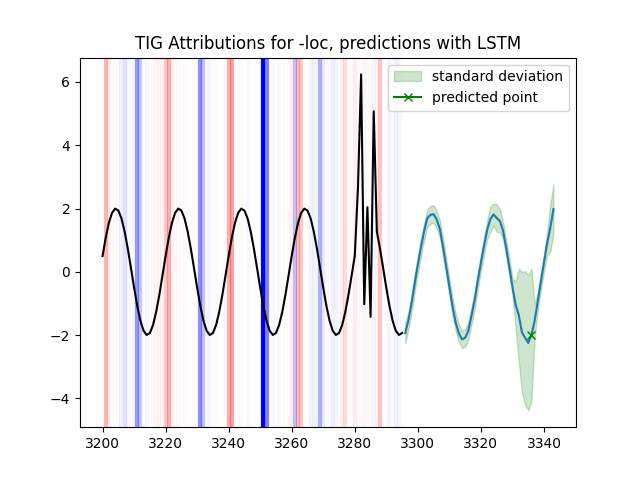 TIG Attributions for -loc, predictions with LSTM
standard deviation
predicted point
6
4
2
0
−2
−4
3200 3220 3240 3260 3280 3300 3320 3340